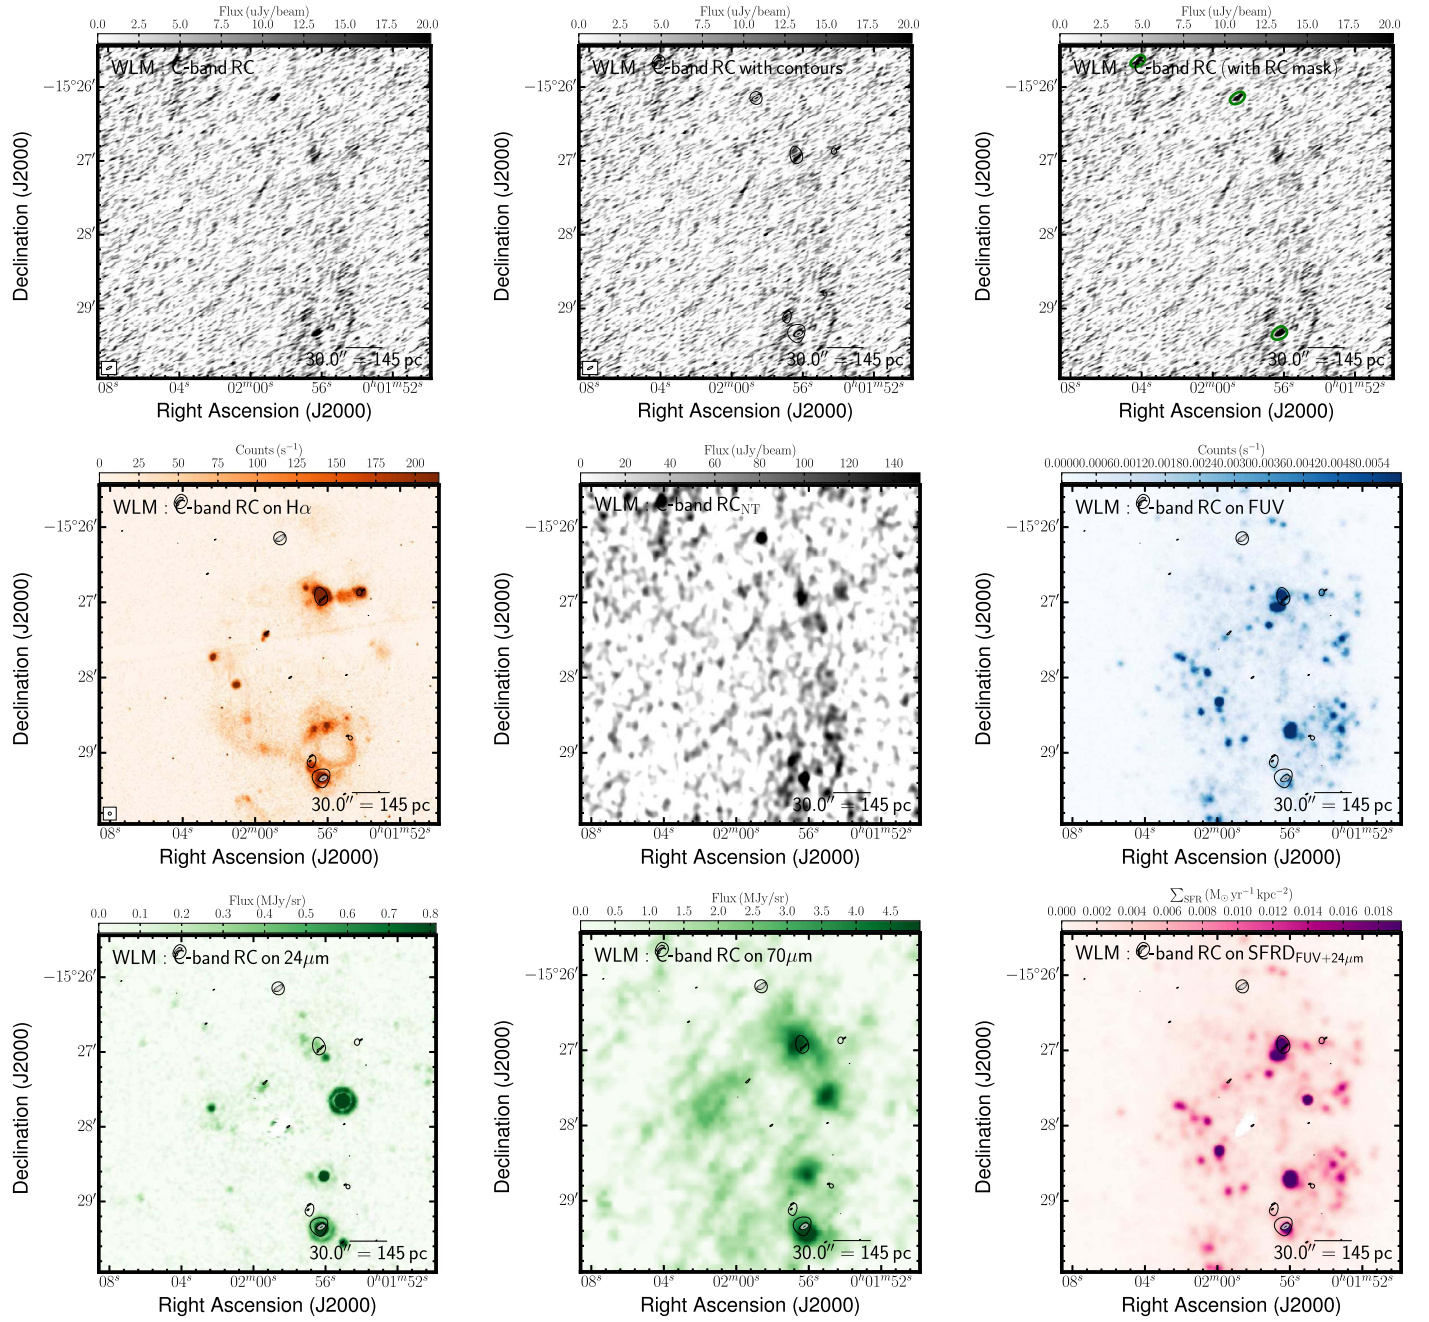 Flux (uJy/beam) Flux (uJy/beam) Flux (uJy/beam)
0.0 2.5 5.0 7.5 10.0 12.5 15.0 17.5 20.0 0.0 2.5 5.0 7.5 10.0 12.5 15.0 17.5 20.0 0.0 2.5 5.0 7.5 10.0 12.5 15.0 17.5 20.0
WLM : C-band RC WLM : C-band RC with contours WLM : C-band RC (with RC mask)
−15°26′ −15°26′ −15°26′
27′ 27′ 27′
28′ 28′ 28′
29′ 29′ 29′
Declination (J2000) Declination (J2000) Declination (J2000)
30.0″ = 145 pc 30.0″ = 145 pc 30.0″ = 145 pc
08ˢ 04ˢ 02ᵐ00ˢ 56ˢ 0ʰ01ᵐ52ˢ 08ˢ 04ˢ 02ᵐ00ˢ 56ˢ 0ʰ01ᵐ52ˢ 08ˢ 04ˢ 02ᵐ00ˢ 56ˢ 0ʰ01ᵐ52ˢ
Right Ascension (J2000) Right Ascension (J2000) Right Ascension (J2000)
Counts (s⁻¹) Flux (uJy/beam) Counts (s⁻¹)
0 25 50 75 100 125 150 175 200 0 20 40 60 80 100 120 140 0.00000.00060.00120.00180.00240.00300.00360.00420.00480.0054
WLM : C-band RC on Hα WLM : C-band RC_NT WLM : C-band RC on FUV
−15°26′ −15°26′ −15°26′
27′ 27′ 27′
28′ 28′ 28′
29′ 29′ 29′
Declination (J2000) Declination (J2000) Declination (J2000)
30.0″ = 145 pc 30.0″ = 145 pc 30.0″ = 145 pc
08ˢ 04ˢ 02ᵐ00ˢ 56ˢ 0ʰ01ᵐ52ˢ 08ˢ 04ˢ 02ᵐ00ˢ 56ˢ 0ʰ01ᵐ52ˢ 08ˢ 04ˢ 02ᵐ00ˢ 56ˢ 0ʰ01ᵐ52ˢ
Right Ascension (J2000) Right Ascension (J2000) Right Ascension (J2000)
Flux (MJy/sr) Flux (MJy/sr) ∑_SFR (M_⊙ yr⁻¹ kpc⁻²)
0.0 0.1 0.2 0.3 0.4 0.5 0.6 0.7 0.8 0.0 0.5 1.0 1.5 2.0 2.5 3.0 3.5 4.0 4.5 0.000 0.002 0.004 0.006 0.008 0.010 0.012 0.014 0.016 0.018
WLM : C-band RC on 24μm WLM : C-band RC on 70μm WLM : C-band RC on SFRD_FUV+24μm
−15°26′ −15°26′ −15°26′
27′ 27′ 27′
28′ 28′ 28′
29′ 29′ 29′
Declination (J2000) Declination (J2000) Declination (J2000)
30.0″ = 145 pc 30.0″ = 145 pc 30.0″ = 145 pc
08ˢ 04ˢ 02ᵐ00ˢ 56ˢ 0ʰ01ᵐ52ˢ 08ˢ 04ˢ 02ᵐ00ˢ 56ˢ 0ʰ01ᵐ52ˢ 08ˢ 04ˢ 02ᵐ00ˢ 56ˢ 0ʰ01ᵐ52ˢ
Right Ascension (J2000) Right Ascension (J2000) Right Ascension (J2000)